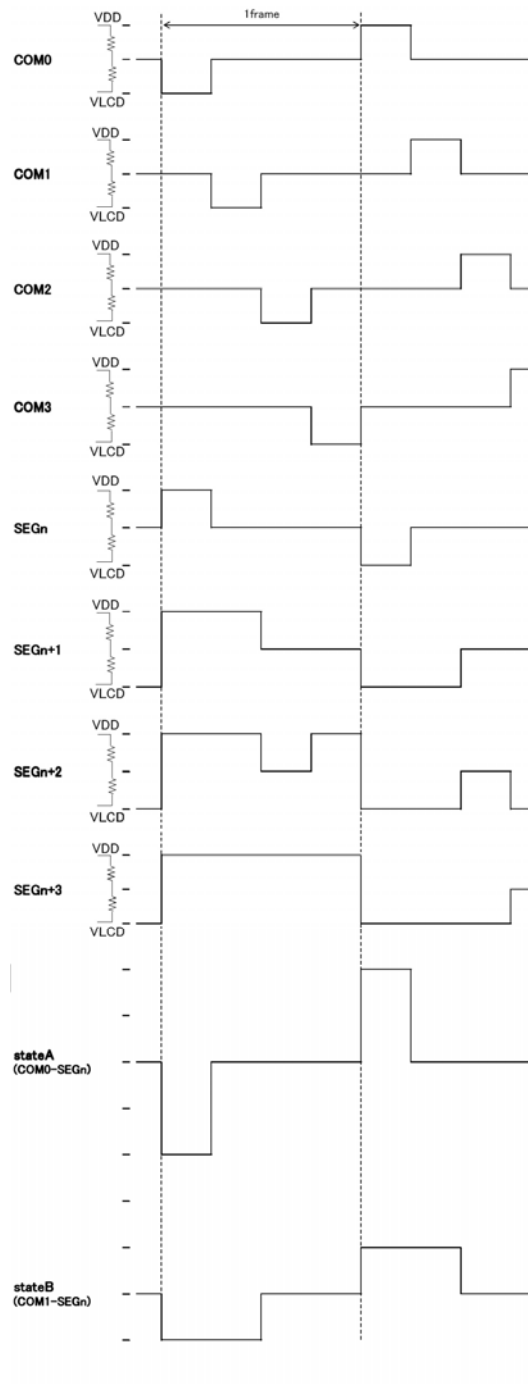 1frame
VDD
COM0
VLCD
VDD
COM1
VLCD
VDD
COM2
VLCD
VDD
COM3
VLCD
VDD
SEGn
VLCD
VDD
SEGn+1
VLCD
VDD
SEGn+2
VLCD
VDD
SEGn+3
VLCD
stateA
(COM0-SEGn)
stateB
(COM1-SEGn)